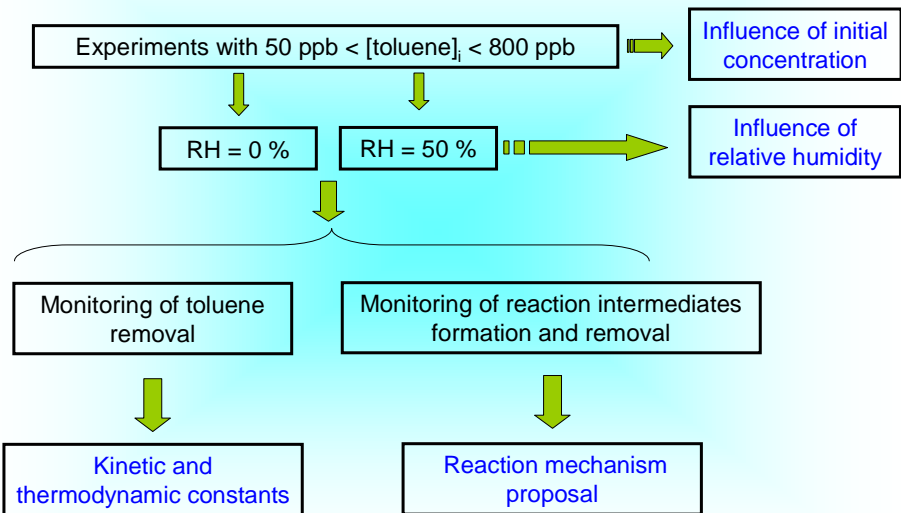 Experiments with 50 ppb < [toluene]i < 800 ppb
Influence of initial
concentration
RH = 0 %
RH = 50 %
Influence of
relative humidity
Monitoring of toluene
removal
Monitoring of reaction intermediates
formation and removal
Kinetic and
thermodynamic constants
Reaction mechanism
proposal